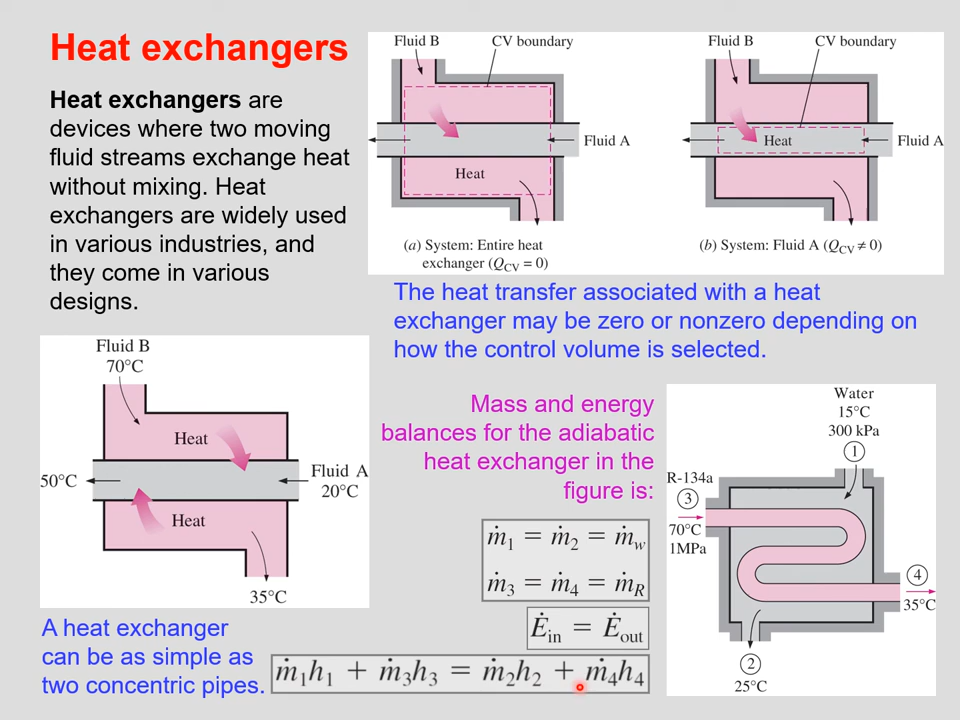 Heat exchangers
Heat exchangers are
devices where two moving
fluid streams exchange heat
without mixing. Heat
exchangers are widely used
in various industries, and
they come in various
designs.
Fluid B
CV boundary
Fluid A
Heat
(a) System: Entire heat
exchanger (Q_CV = 0)
Fluid B
CV boundary
Heat
Fluid A
(b) System: Fluid A (Q_CV ≠ 0)
The heat transfer associated with a heat
exchanger may be zero or nonzero depending on
how the control volume is selected.
Fluid B
70°C
Heat
50°C
Fluid A
20°C
Heat
35°C
A heat exchanger
can be as simple as
two concentric pipes.
Mass and energy
balances for the adiabatic
heat exchanger in the
figure is:
ṁ₁ = ṁ₂ = ṁ_w
ṁ₃ = ṁ₄ = ṁ_R
Ė_in = Ė_out
ṁ₁h₁ + ṁ₃h₃ = ṁ₂h₂ + ṁ₄h₄
Water
15°C
300 kPa
1
R-134a
3
70°C
1MPa
4
35°C
2
25°C